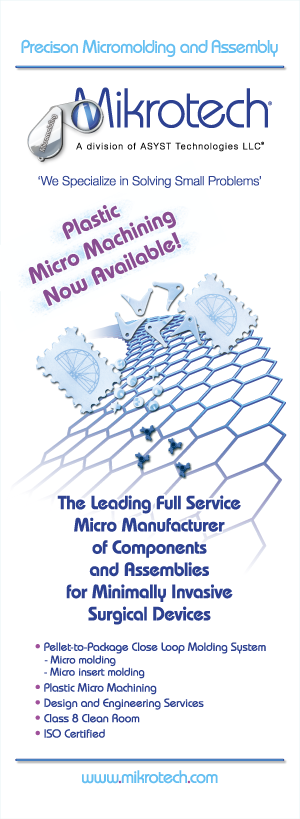 Precison Micromolding and Assembly
Mikrotech®
A division of ASYST Technologies LLC®
'We Specialize in Solving Small Problems'
Plastic
Micro Machining
Now Available!
The Leading Full Service
Micro Manufacturer
of Components
and Assemblies
for Minimally Invasive
Surgical Devices
• Pellet-to-Package Close Loop Molding System
- Micro molding
- Micro insert molding
• Plastic Micro Machining
• Design and Engineering Services
• Class 8 Clean Room
• ISO Certified
www.mikrotech.com